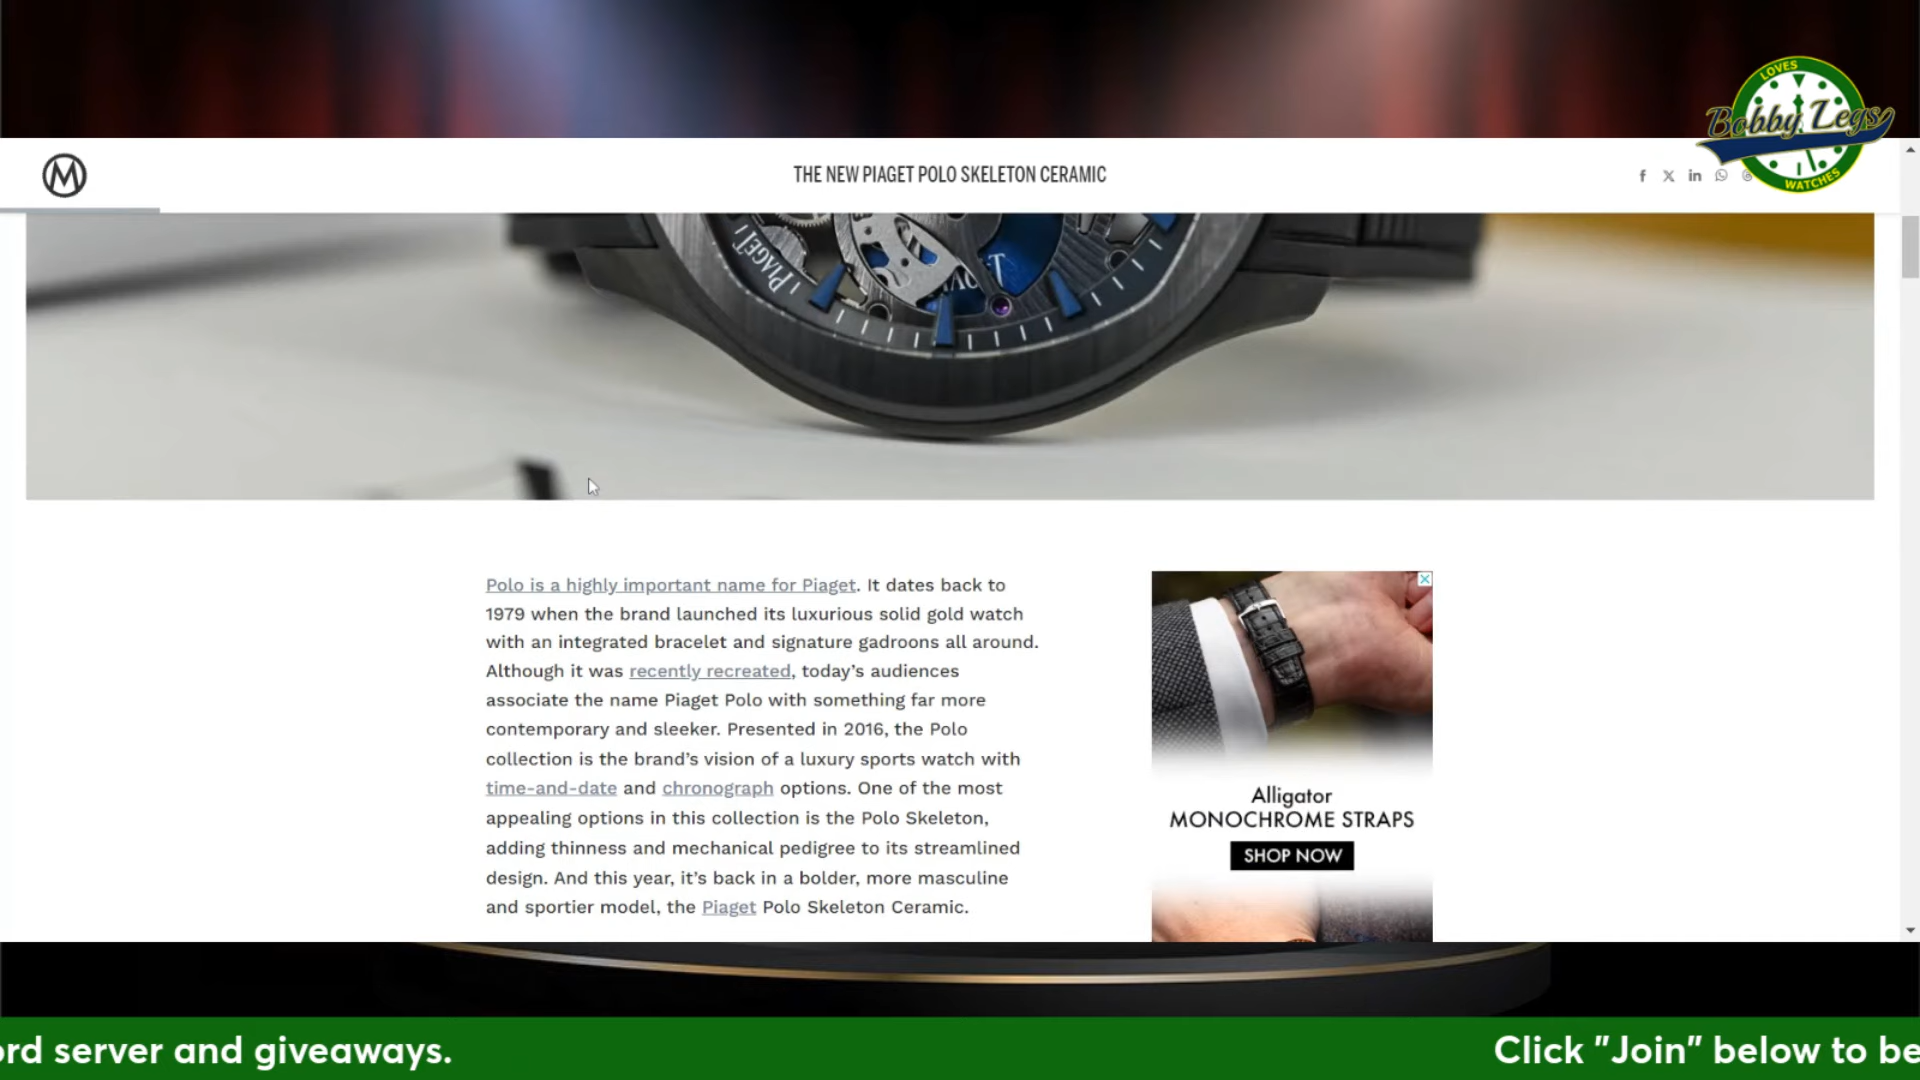 LOVES
Bobby Legs
WATCHES
M
THE NEW PIAGET POLO SKELETON CERAMIC
PIAGET
Polo is a highly important name for Piaget. It dates back to
1979 when the brand launched its luxurious solid gold watch
with an integrated bracelet and signature gadroons all around.
Although it was recently recreated, today’s audiences
associate the name Piaget Polo with something far more
contemporary and sleeker. Presented in 2016, the Polo
collection is the brand’s vision of a luxury sports watch with
time-and-date and chronograph options. One of the most
appealing options in this collection is the Polo Skeleton,
adding thinness and mechanical pedigree to its streamlined
design. And this year, it’s back in a bolder, more masculine
and sportier model, the Piaget Polo Skeleton Ceramic.
Alligator
MONOCHROME STRAPS
SHOP NOW
ord server and giveaways.
Click "Join" below to be